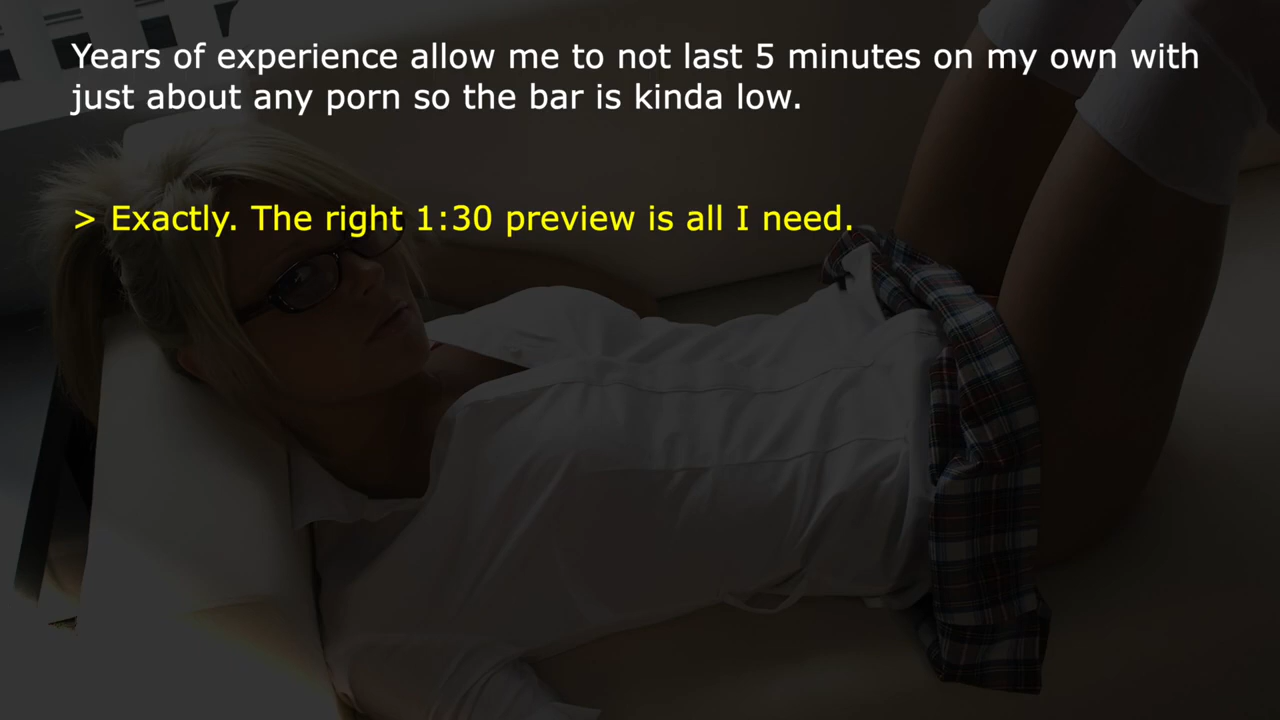 Years of experience allow me to not last 5 minutes on my own with
just about any porn so the bar is kinda low.
> Exactly. The right 1:30 preview is all I need.